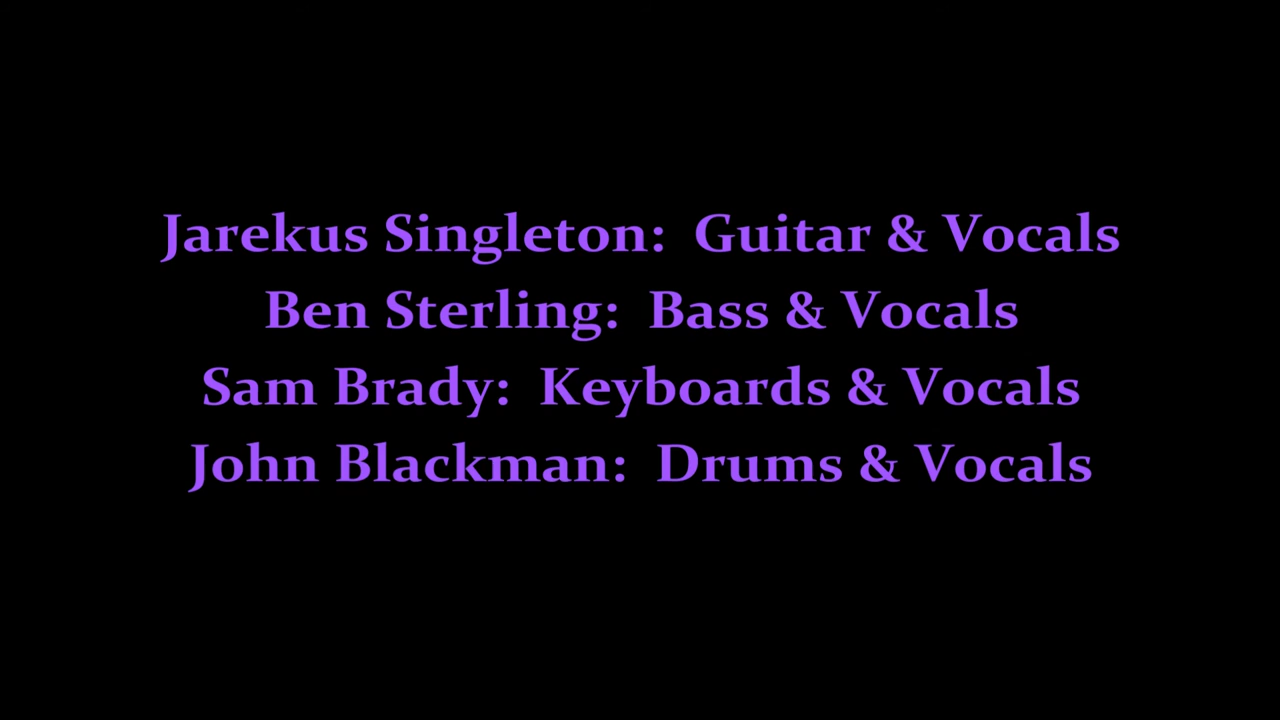 Jarekus Singleton:  Guitar & Vocals
Ben Sterling:  Bass & Vocals
Sam Brady:  Keyboards & Vocals
John Blackman:  Drums & Vocals